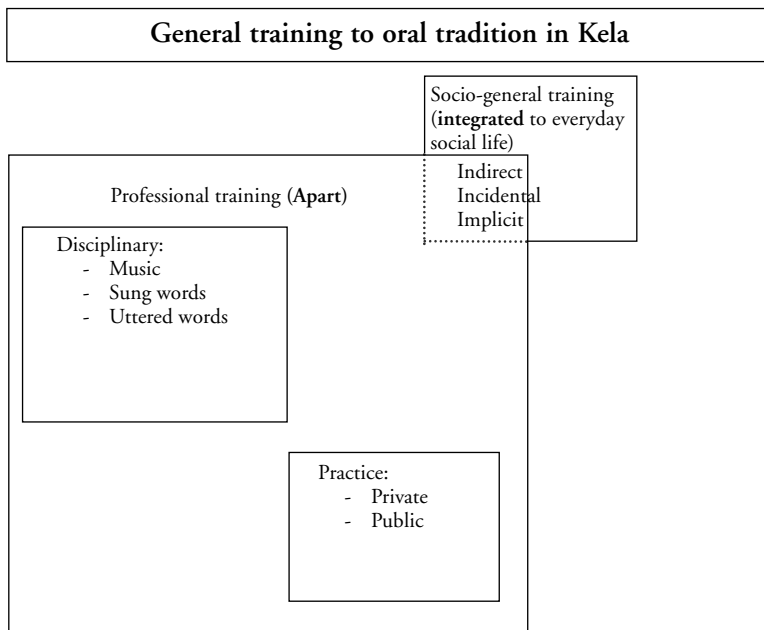 General training to oral tradition in Kela
Socio-general training
(integrated to everyday
social life)
Indirect
Incidental
Implicit
Professional training (Apart)
Disciplinary:
- Music
- Sung words
- Uttered words
Practice:
- Private
- Public